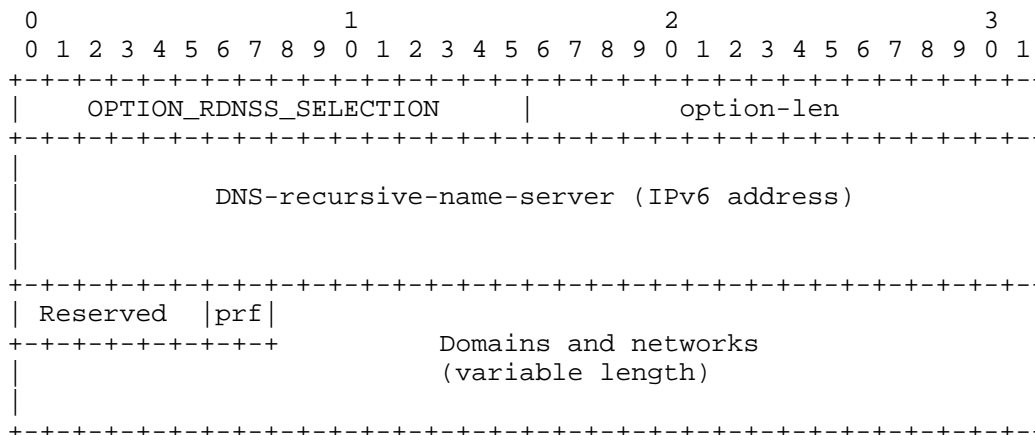 0                   1                   2                   3
 0 1 2 3 4 5 6 7 8 9 0 1 2 3 4 5 6 7 8 9 0 1 2 3 4 5 6 7 8 9 0 1
+-+-+-+-+-+-+-+-+-+-+-+-+-+-+-+-+-+-+-+-+-+-+-+-+-+-+-+-+-+-+-+-
|    OPTION_RDNSS_SELECTION     |         option-len
+-+-+-+-+-+-+-+-+-+-+-+-+-+-+-+-+-+-+-+-+-+-+-+-+-+-+-+-+-+-+-+-
|
|            DNS-recursive-name-server (IPv6 address)
|
|
+-+-+-+-+-+-+-+-+-+-+-+-+-+-+-+-+-+-+-+-+-+-+-+-+-+-+-+-+-+-+-+-
| Reserved  |prf|
+-+-+-+-+-+-+-+-+          Domains and networks
|                          (variable length)
|
+-+-+-+-+-+-+-+-+-+-+-+-+-+-+-+-+-+-+-+-+-+-+-+-+-+-+-+-+-+-+-+-